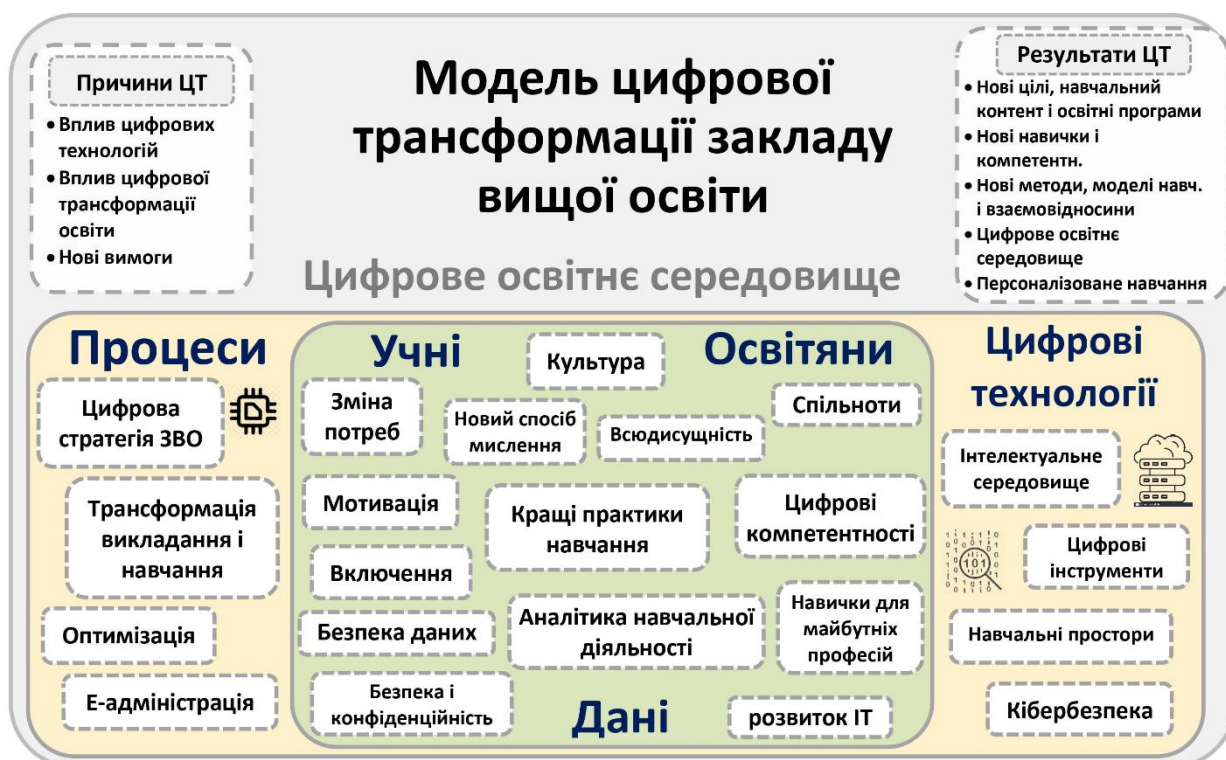 Причини ЦТ
• Вплив цифрових
технологій
• Вплив цифрової
трансформації
освіти
• Нові вимоги
Модель цифрової
трансформації закладу
вищої освіти
Цифрове освітнє середовище
Результати ЦТ
• Нові цілі, навчальний
контент і освітні програми
• Нові навички і
компетентн.
• Нові методи, моделі навч.
і взаємовідносини
• Цифрове освітнє
середовище
• Персоналізоване навчання
Процеси
Цифрова
стратегія ЗВО
Трансформація
викладання і
навчання
Оптимізація
Е-адміністрація
Учні
Освітяни
Культура
Зміна
потреб
Новий спосіб
мислення
Всюдисущність
Спільноти
Мотивація
Кращі практики
навчання
Цифрові
компетентності
Включення
Безпека даних
Аналітика навчальної
діяльності
Навички для
майбутніх
професій
Безпека і
конфіденційність
Дані
розвиток ІТ
Цифрові
технології
Інтелектуальне
середовище
101
Цифрові
інструменти
Навчальні простори
Кібербезпека